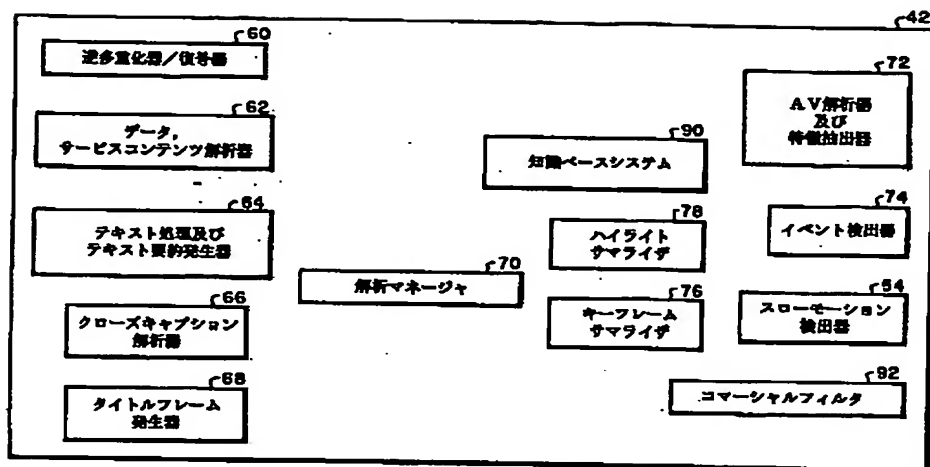 42
60
逆多重化器/復号器
62
データ,
サービスコンテンツ解析器
64
テキスト処理及び
テキスト要約発生器
66
クローズキャプション
解析器
68
タイトルフレーム
発生器
70
解析マネージャ
90
知識ベースシステム
78
ハイライト
サマライザ
76
キーフレーム
サマライザ
72
AV解析器
及び
特徴抽出器
74
イベント検出器
54
スローモーション
検出器
92
コマーシャルフィルタ